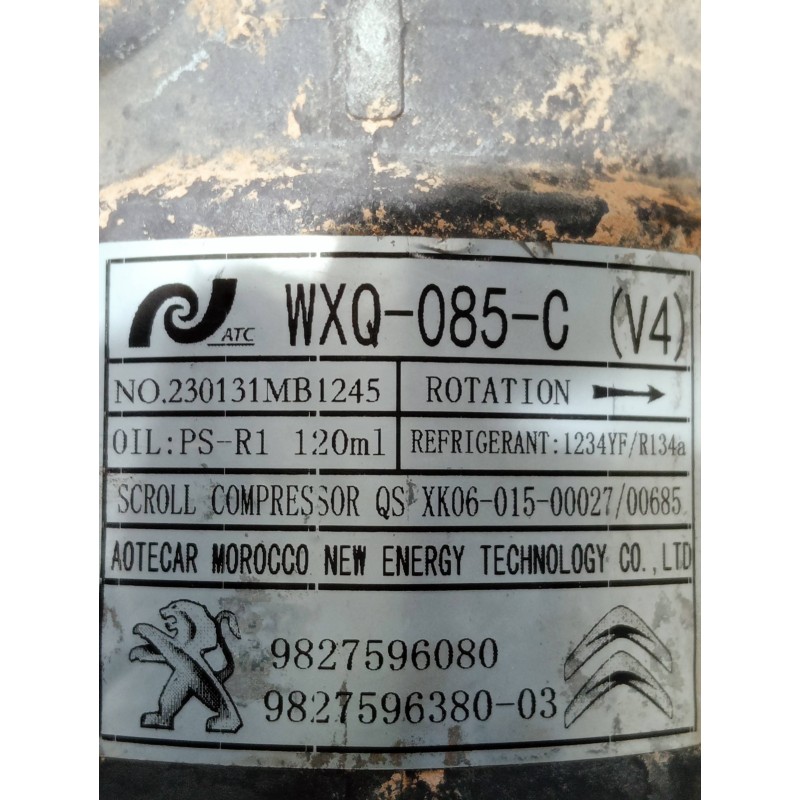 ATC WXQ-085-C (V4)
NO.230131MB1245 ROTATION
OIL:PS-R1 120ml REFRIGERANT:1234YF/R134a
SCROLL COMPRESSOR QS XK06-015-00027/00685
AOTECAR MOROCCO NEW ENERGY TECHNOLOGY CO.,LTD
9827596080
9827596380-03